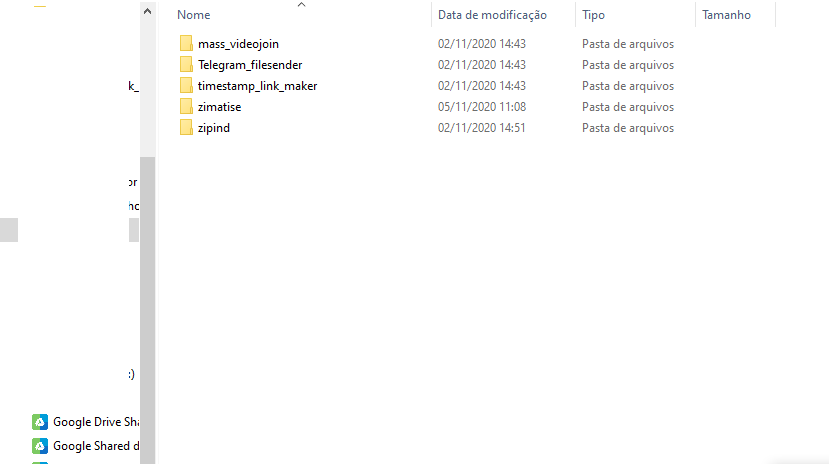 Nome Data de modificação Tipo Tamanho
mass_videojoin 02/11/2020 14:43 Pasta de arquivos
Telegram_filesender 02/11/2020 14:43 Pasta de arquivos
timestamp_link_maker 02/11/2020 14:43 Pasta de arquivos
zimatise 05/11/2020 11:08 Pasta de arquivos
zipind 02/11/2020 14:51 Pasta de arquivos
k_
or
hc
:)
Google Drive Sha
Google Shared d